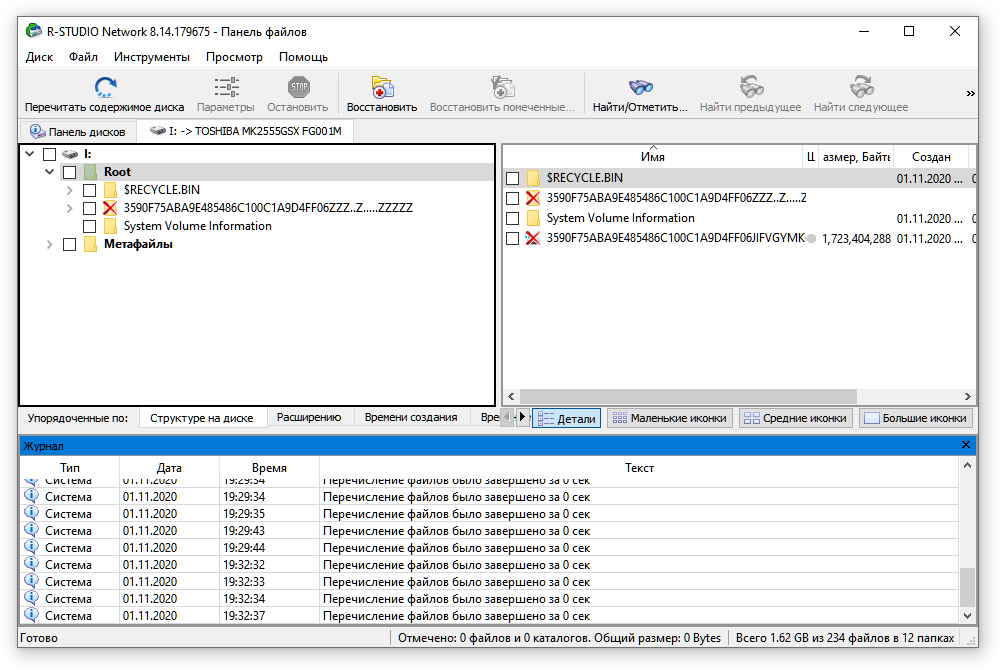 R-STUDIO Network 8.14.179675 - Панель файлов
Диск Файл Инструменты Просмотр Помощь
Перечитать содержимое диска Параметры Остановить Восстановить Восстановить помеченные... Найти/Отметить... Найти предыдущее Найти следующее »
Панель дисков I: -> TOSHIBA MK2555GSX FG001M
I:
Root
$RECYCLE.BIN
3590F75ABA9E485486C100C1A9D4FF06ZZZ..Z.....ZZZZZ
System Volume Information
Метафайлы
Имя Ц азмер, Байты Создан
$RECYCLE.BIN 01.11.2020 ...
3590F75ABA9E485486C100C1A9D4FF06ZZZ..Z.....Z
System Volume Information 01.11.2020 ...
3590F75ABA9E485486C100C1A9D4FF06JIFVGYMK 1,723,404,288 01.11.2020 ...
Упорядоченные по: Структуре на диске Расширению Времени создания Вре
Детали Маленькие иконки Средние иконки Большие иконки
Журнал
Тип Дата Время Текст
Система 01.11.2020 19:29:34 Перечисление файлов было завершено за 0 сек
Система 01.11.2020 19:29:34 Перечисление файлов было завершено за 0 сек
Система 01.11.2020 19:29:35 Перечисление файлов было завершено за 0 сек
Система 01.11.2020 19:29:43 Перечисление файлов было завершено за 0 сек
Система 01.11.2020 19:29:44 Перечисление файлов было завершено за 0 сек
Система 01.11.2020 19:32:32 Перечисление файлов было завершено за 0 сек
Система 01.11.2020 19:32:33 Перечисление файлов было завершено за 0 сек
Система 01.11.2020 19:32:34 Перечисление файлов было завершено за 0 сек
Система 01.11.2020 19:32:37 Перечисление файлов было завершено за 0 сек
Готово Отмечено: 0 файлов и 0 каталогов. Общий размер: 0 Bytes Всего 1.62 GB из 234 файлов в 12 папках